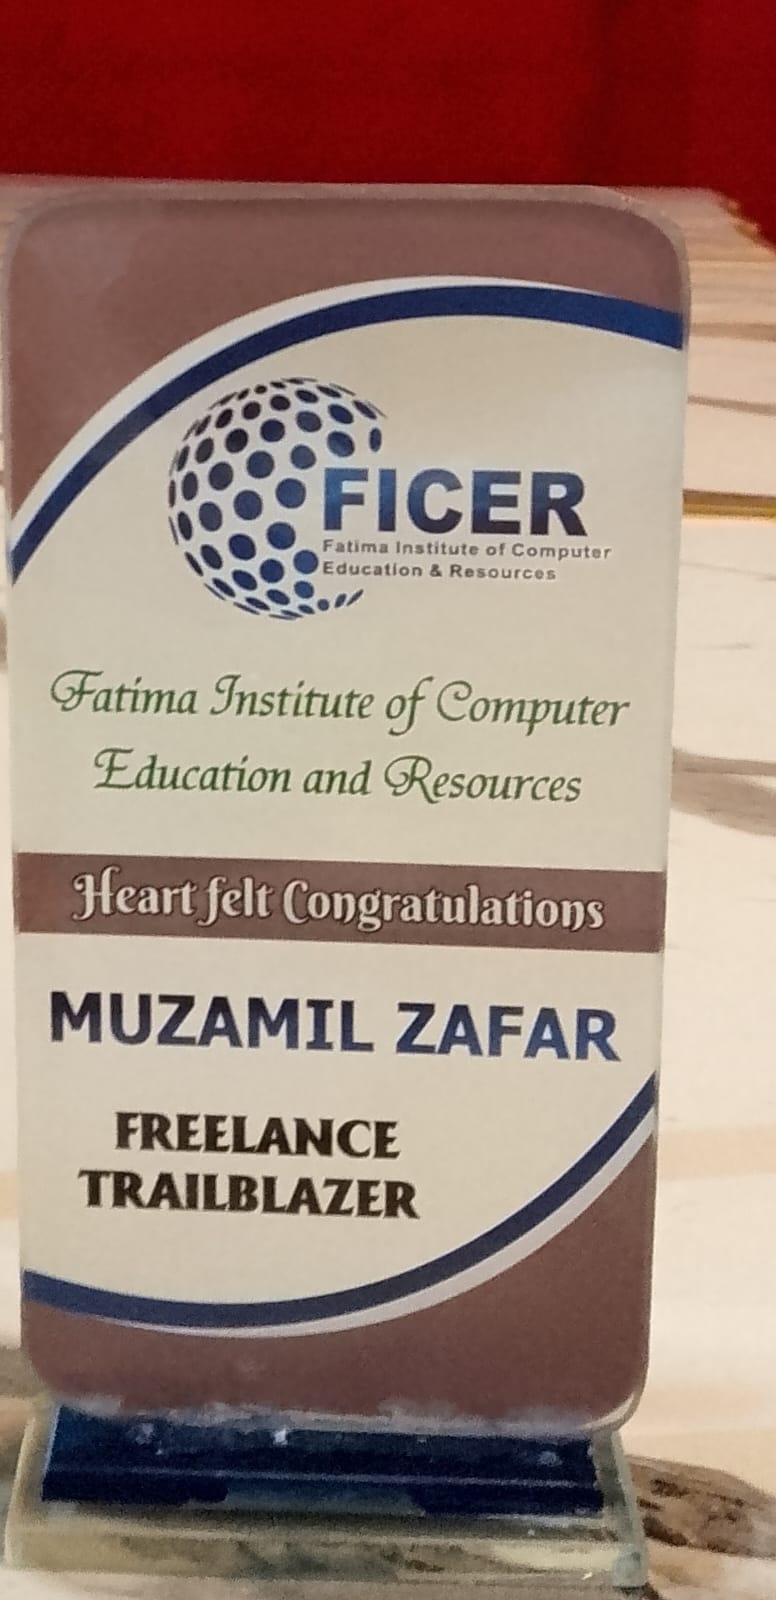 FICER
Fatima Institute of Computer
Education & Resources
Fatima Institute of Computer
Education and Resources
Heart felt Congratulations
MUZAMIL ZAFAR
FREELANCE
TRAILBLAZER